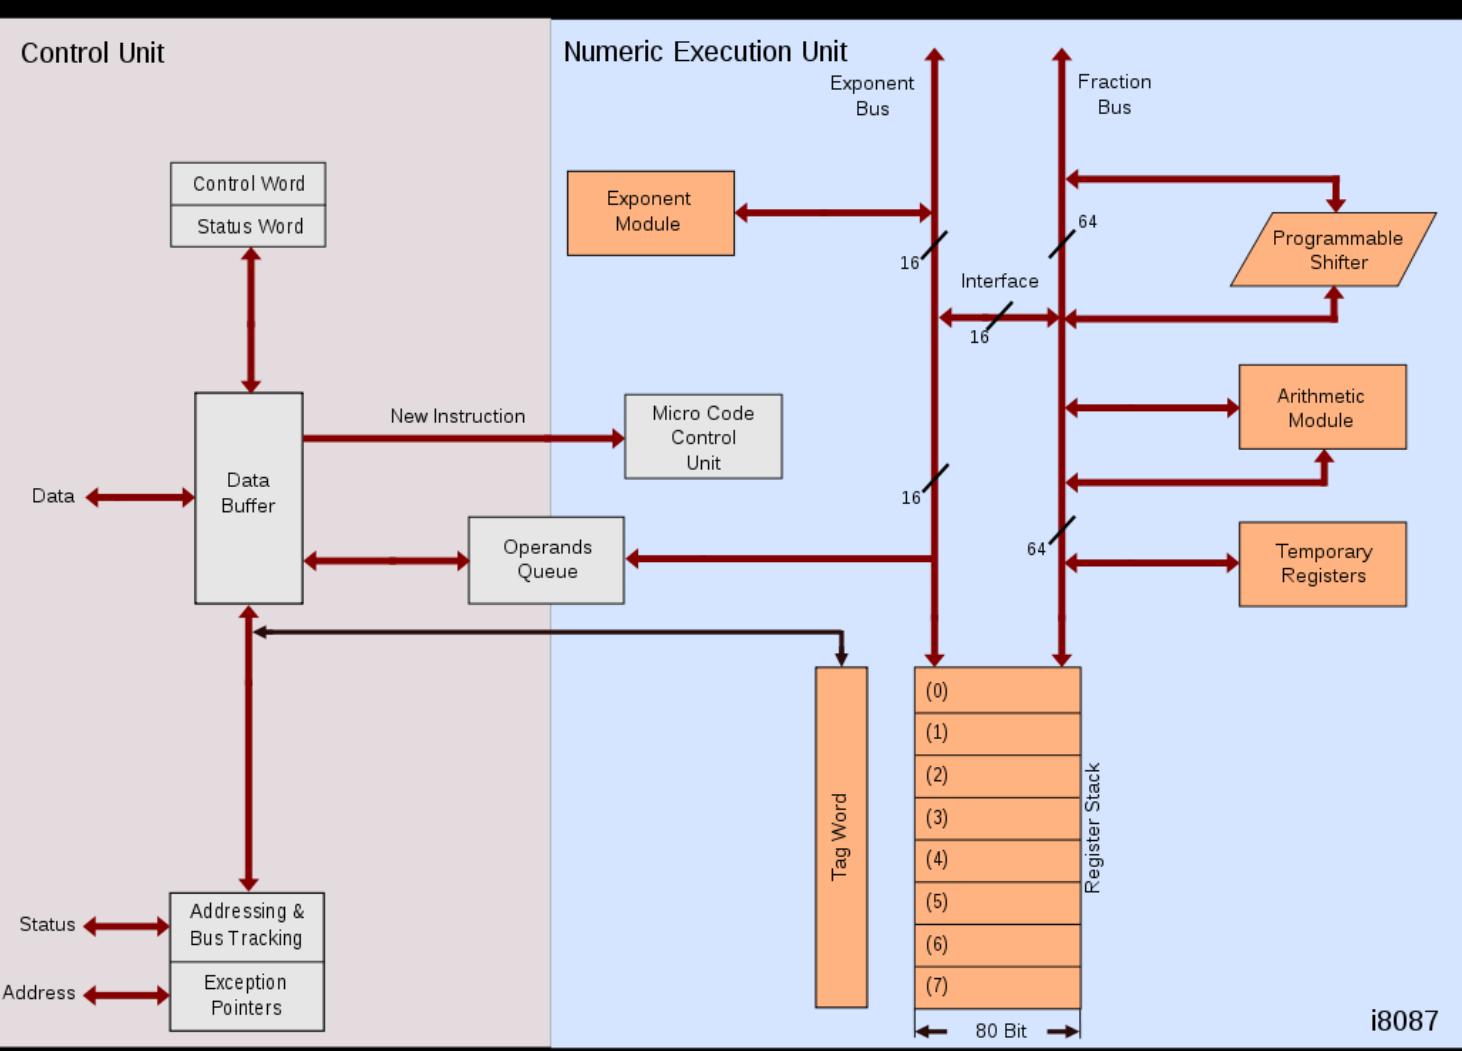 Control Unit
Numeric Execution Unit
Exponent
Bus
Fraction
Bus
Control Word
Status Word
Exponent
Module
16
64
Programmable
Shifter
Interface
16
New Instruction
Micro Code
Control
Unit
Arithmetic
Module
Data
Data
Buffer
16
64
Operands
Queue
Temporary
Registers
Tag Word
(0)
(1)
(2)
(3)
(4)
(5)
(6)
(7)
Register Stack
Status
Addressing &
Bus Tracking
Address
Exception
Pointers
80 Bit
i8087